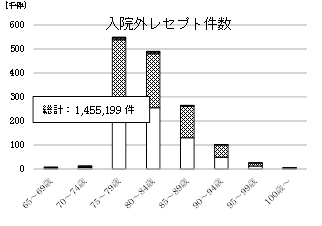 [千件]
入院外レセプト件数
600
500
400
300
200
100
0
総計：1,455,199 件
65～69歳
70～74歳
75～79歳
80～84歳
85～89歳
90～94歳
95～99歳
100歳～